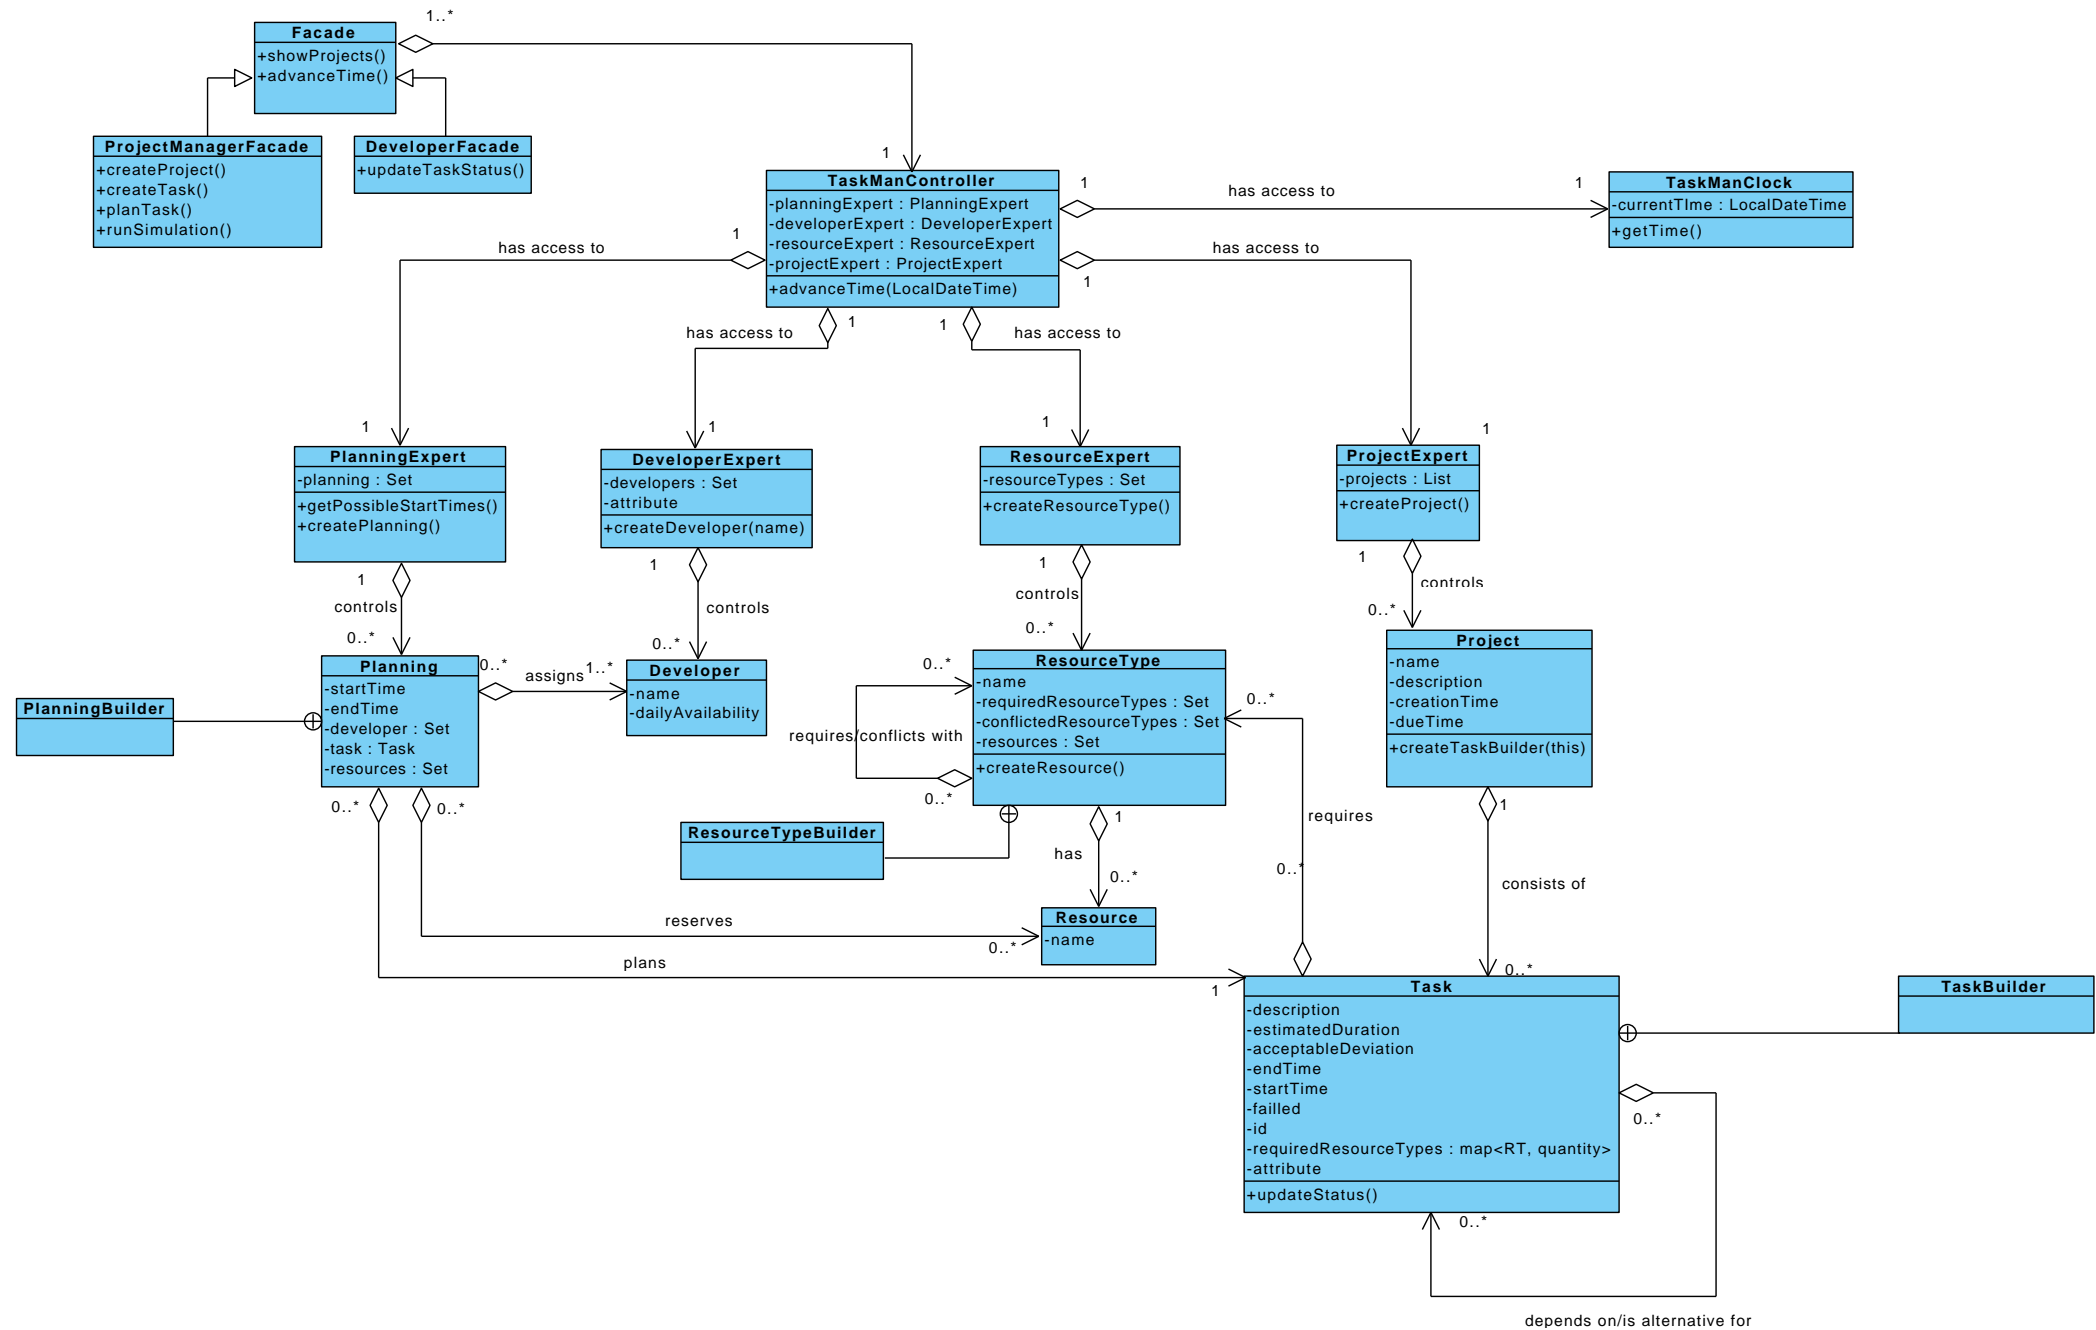 1..*
Facade
+showProjects()
+advanceTime()
ProjectManagerFacade
+createProject()
+createTask()
+planTask()
+runSimulation()
DeveloperFacade
+updateTaskStatus()
1
TaskManController
-planningExpert : PlanningExpert
-developerExpert : DeveloperExpert
-resourceExpert : ResourceExpert
-projectExpert : ProjectExpert
+advanceTime(LocalDateTime)
1
has access to
1
TaskManClock
-currentTIme : LocalDateTime
+getTime()
has access to
1
has access to
1
has access to
1
1
has access to
1
1
1
1
PlanningExpert
-planning : Set
+getPossibleStartTimes()
+createPlanning()
DeveloperExpert
-developers : Set
-attribute
+createDeveloper(name)
ResourceExpert
-resourceTypes : Set
+createResourceType()
ProjectExpert
-projects : List
+createProject()
1
controls
0..*
1
controls
0..*
1
controls
0..*
1
controls
0..*
PlanningBuilder
Planning
-startTime
-endTime
-developer : Set
-task : Task
-resources : Set
0..*
assigns
1..*
Developer
-name
-dailyAvailability
0..*
requires/conflicts with
0..*
ResourceType
-name
-requiredResourceTypes : Set
-conflictedResourceTypes : Set
-resources : Set
+createResource()
0..*
Project
-name
-description
-creationTime
-dueTime
+createTaskBuilder(this)
0..*
0..*
ResourceTypeBuilder
1
has
0..*
requires
0..*
1
consists of
0..*
reserves
0..*
Resource
-name
plans
1
Task
-description
-estimatedDuration
-acceptableDeviation
-endTime
-startTime
-failled
-id
-requiredResourceTypes : map<RT, quantity>
-attribute
+updateStatus()
TaskBuilder
0..*
0..*
depends on/is alternative for